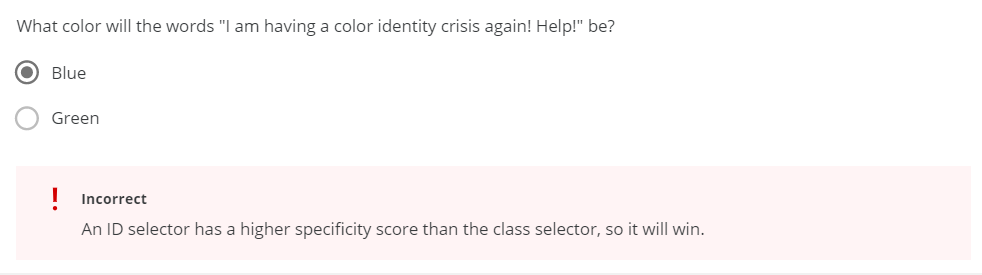 What color will the words "I am having a color identity crisis again! Help!" be?
Blue
Green
Incorrect
An ID selector has a higher specificity score than the class selector, so it will win.